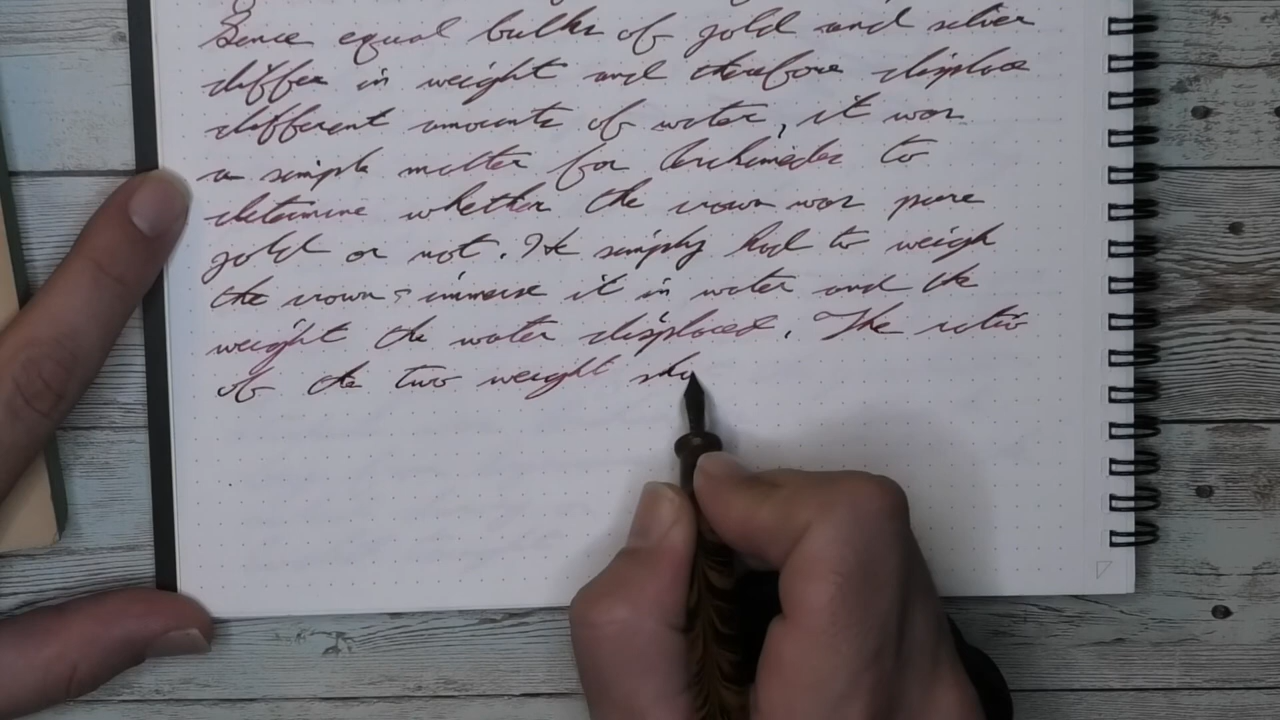 Since equal bulks of gold and silver
differ in weight and therefore displace
different amounts of water, it was
a simple matter for Archimedes to
determine whether the crown was pure
gold or not. He simply had to weigh
the crown, immerse it in water and the
weight the water displaced. The ratio
of the two weight sho